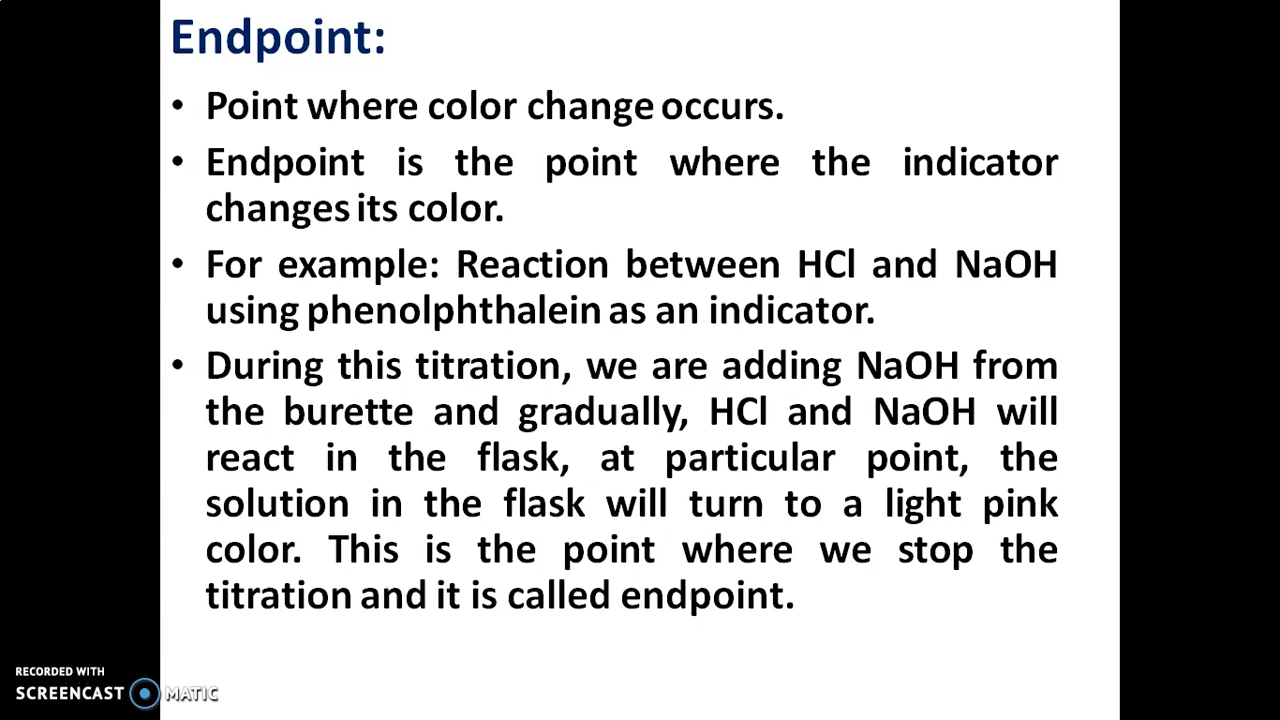 Endpoint:
• Point where color change occurs.
• Endpoint is the point where the indicator
changes its color.
• For example: Reaction between HCl and NaOH
using phenolphthalein as an indicator.
• During this titration, we are adding NaOH from
the burette and gradually, HCl and NaOH will
react in the flask, at particular point, the
solution in the flask will turn to a light pink
color. This is the point where we stop the
titration and it is called endpoint.
RECORDED WITH
SCREENCAST MATIC